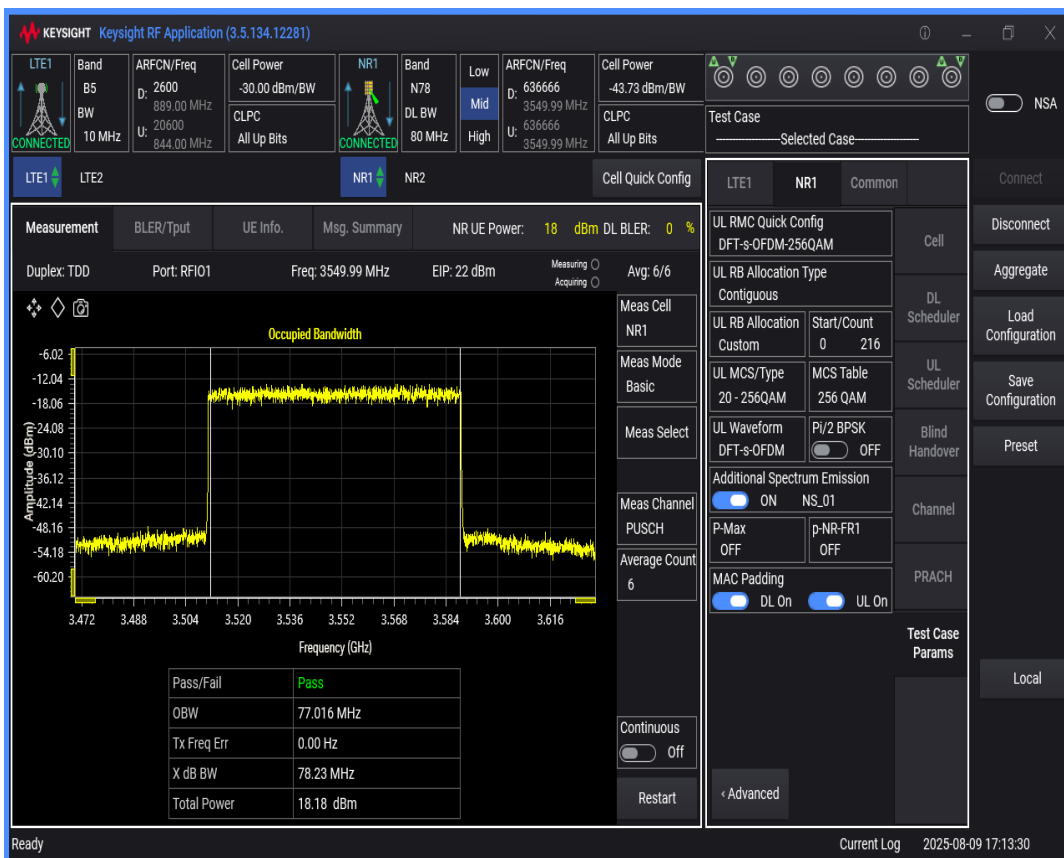 KEYSIGHT Keysight RF Application (3.5.134.12281)
LTE1 Band ARFCN/Freq Cell Power NR1 Band Low ARFCN/Freq Cell Power
B5 D: 2600 -30.00 dBm/BW N78 D: 636666 -43.73 dBm/BW
889.00 MHz Mid 3549.99 MHz
BW U: 20600 CLPC DL BW U: 636666 CLPC
CONNECTED 10 MHz 844.00 MHz All Up Bits CONNECTED 80 MHz High 3549.99 MHz All Up Bits
Test Case
---------------Selected Case---------------
NSA
LTE1 LTE2 NR1 NR2 Cell Quick Config
Measurement BLER/Tput UE Info. Msg. Summary NR UE Power: 18 dBm DL BLER: 0 %
Duplex: TDD Port: RFIO1 Freq: 3549.99 MHz EIP: 22 dBm Measuring Avg: 6/6
Acquiring
Occupied Bandwidth
Amplitude (dBm)
-6.02
-12.04
-18.06
-24.08
-30.10
-36.12
-42.14
-48.16
-54.18
-60.20
3.472 3.488 3.504 3.520 3.536 3.552 3.568 3.584 3.600 3.616
Frequency (GHz)
Pass/Fail Pass
OBW 77.016 MHz
Tx Freq Err 0.00 Hz
X dB BW 78.23 MHz
Total Power 18.18 dBm
Meas Cell
NR1
Meas Mode
Basic
Meas Select
Meas Channel
PUSCH
Average Count
6
Continuous
Off
Restart
LTE1 NR1 Common
UL RMC Quick Config
DFT-s-OFDM-256QAM
UL RB Allocation Type
Contiguous
UL RB Allocation Start/Count
Custom 0 216
UL MCS/Type MCS Table
20 - 256QAM 256 QAM
UL Waveform Pi/2 BPSK
DFT-s-OFDM OFF
Additional Spectrum Emission
ON NS_01
P-Max p-NR-FR1
OFF OFF
MAC Padding
DL On UL On
‹ Advanced
Cell
DL
Scheduler
UL
Scheduler
Blind
Handover
Channel
PRACH
Test Case
Params
Connect
Disconnect
Aggregate
Load
Configuration
Save
Configuration
Preset
Local
Ready Current Log 2025-08-09 17:13:30